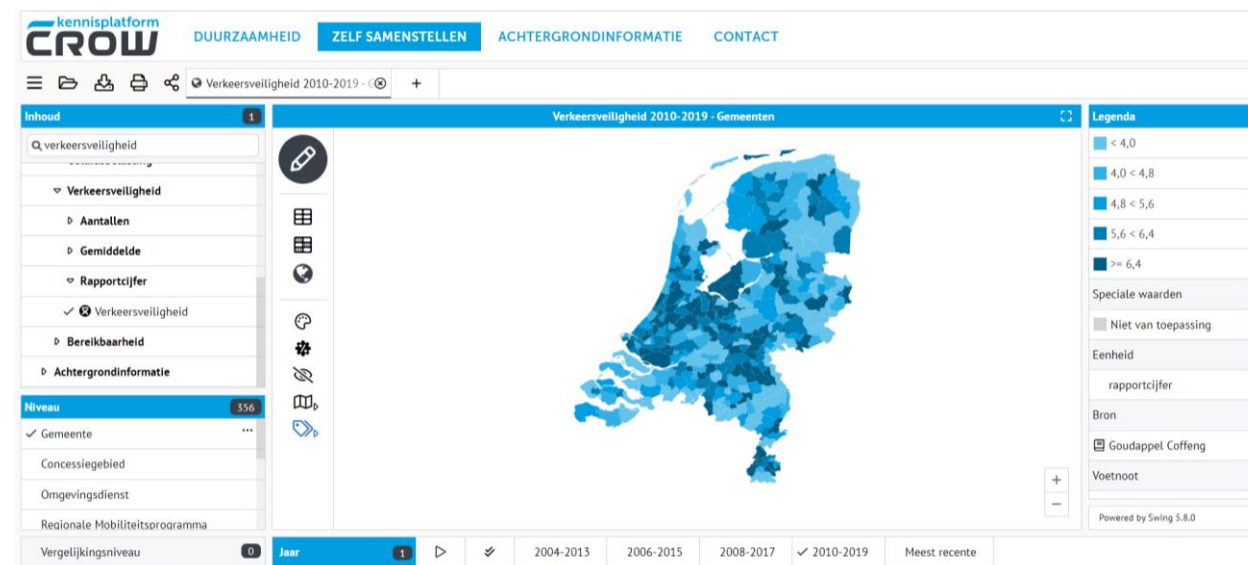 kennisplatform
CROW
DUURZAAMHEID
ZELF SAMENSTELLEN
ACHTERGRONDINFORMATIE
CONTACT
Verkeersveiligheid 2010-2019 - G
+
Inhoud 1
verkeersveiligheid
Verkeersveiligheid
Aantallen
Gemiddelde
Rapportcijfer
Verkeersveiligheid
Bereikbaarheid
Achtergrondinformatie
Niveau 356
Gemeente ...
Concessiegebied
Omgevingsdienst
Regionale Mobiliteitsprogramma
Vergelijkingsniveau 0
Verkeersveiligheid 2010-2019 - Gemeenten
+
−
Jaar 1
2004-2013
2006-2015
2008-2017
2010-2019
Meest recente
Legenda
< 4,0
4,0 < 4,8
4,8 < 5,6
5,6 < 6,4
>= 6,4
Speciale waarden
Niet van toepassing
Eenheid
rapportcijfer
Bron
Goudappel Coffeng
Voetnoot
Powered by Swing 5.8.0